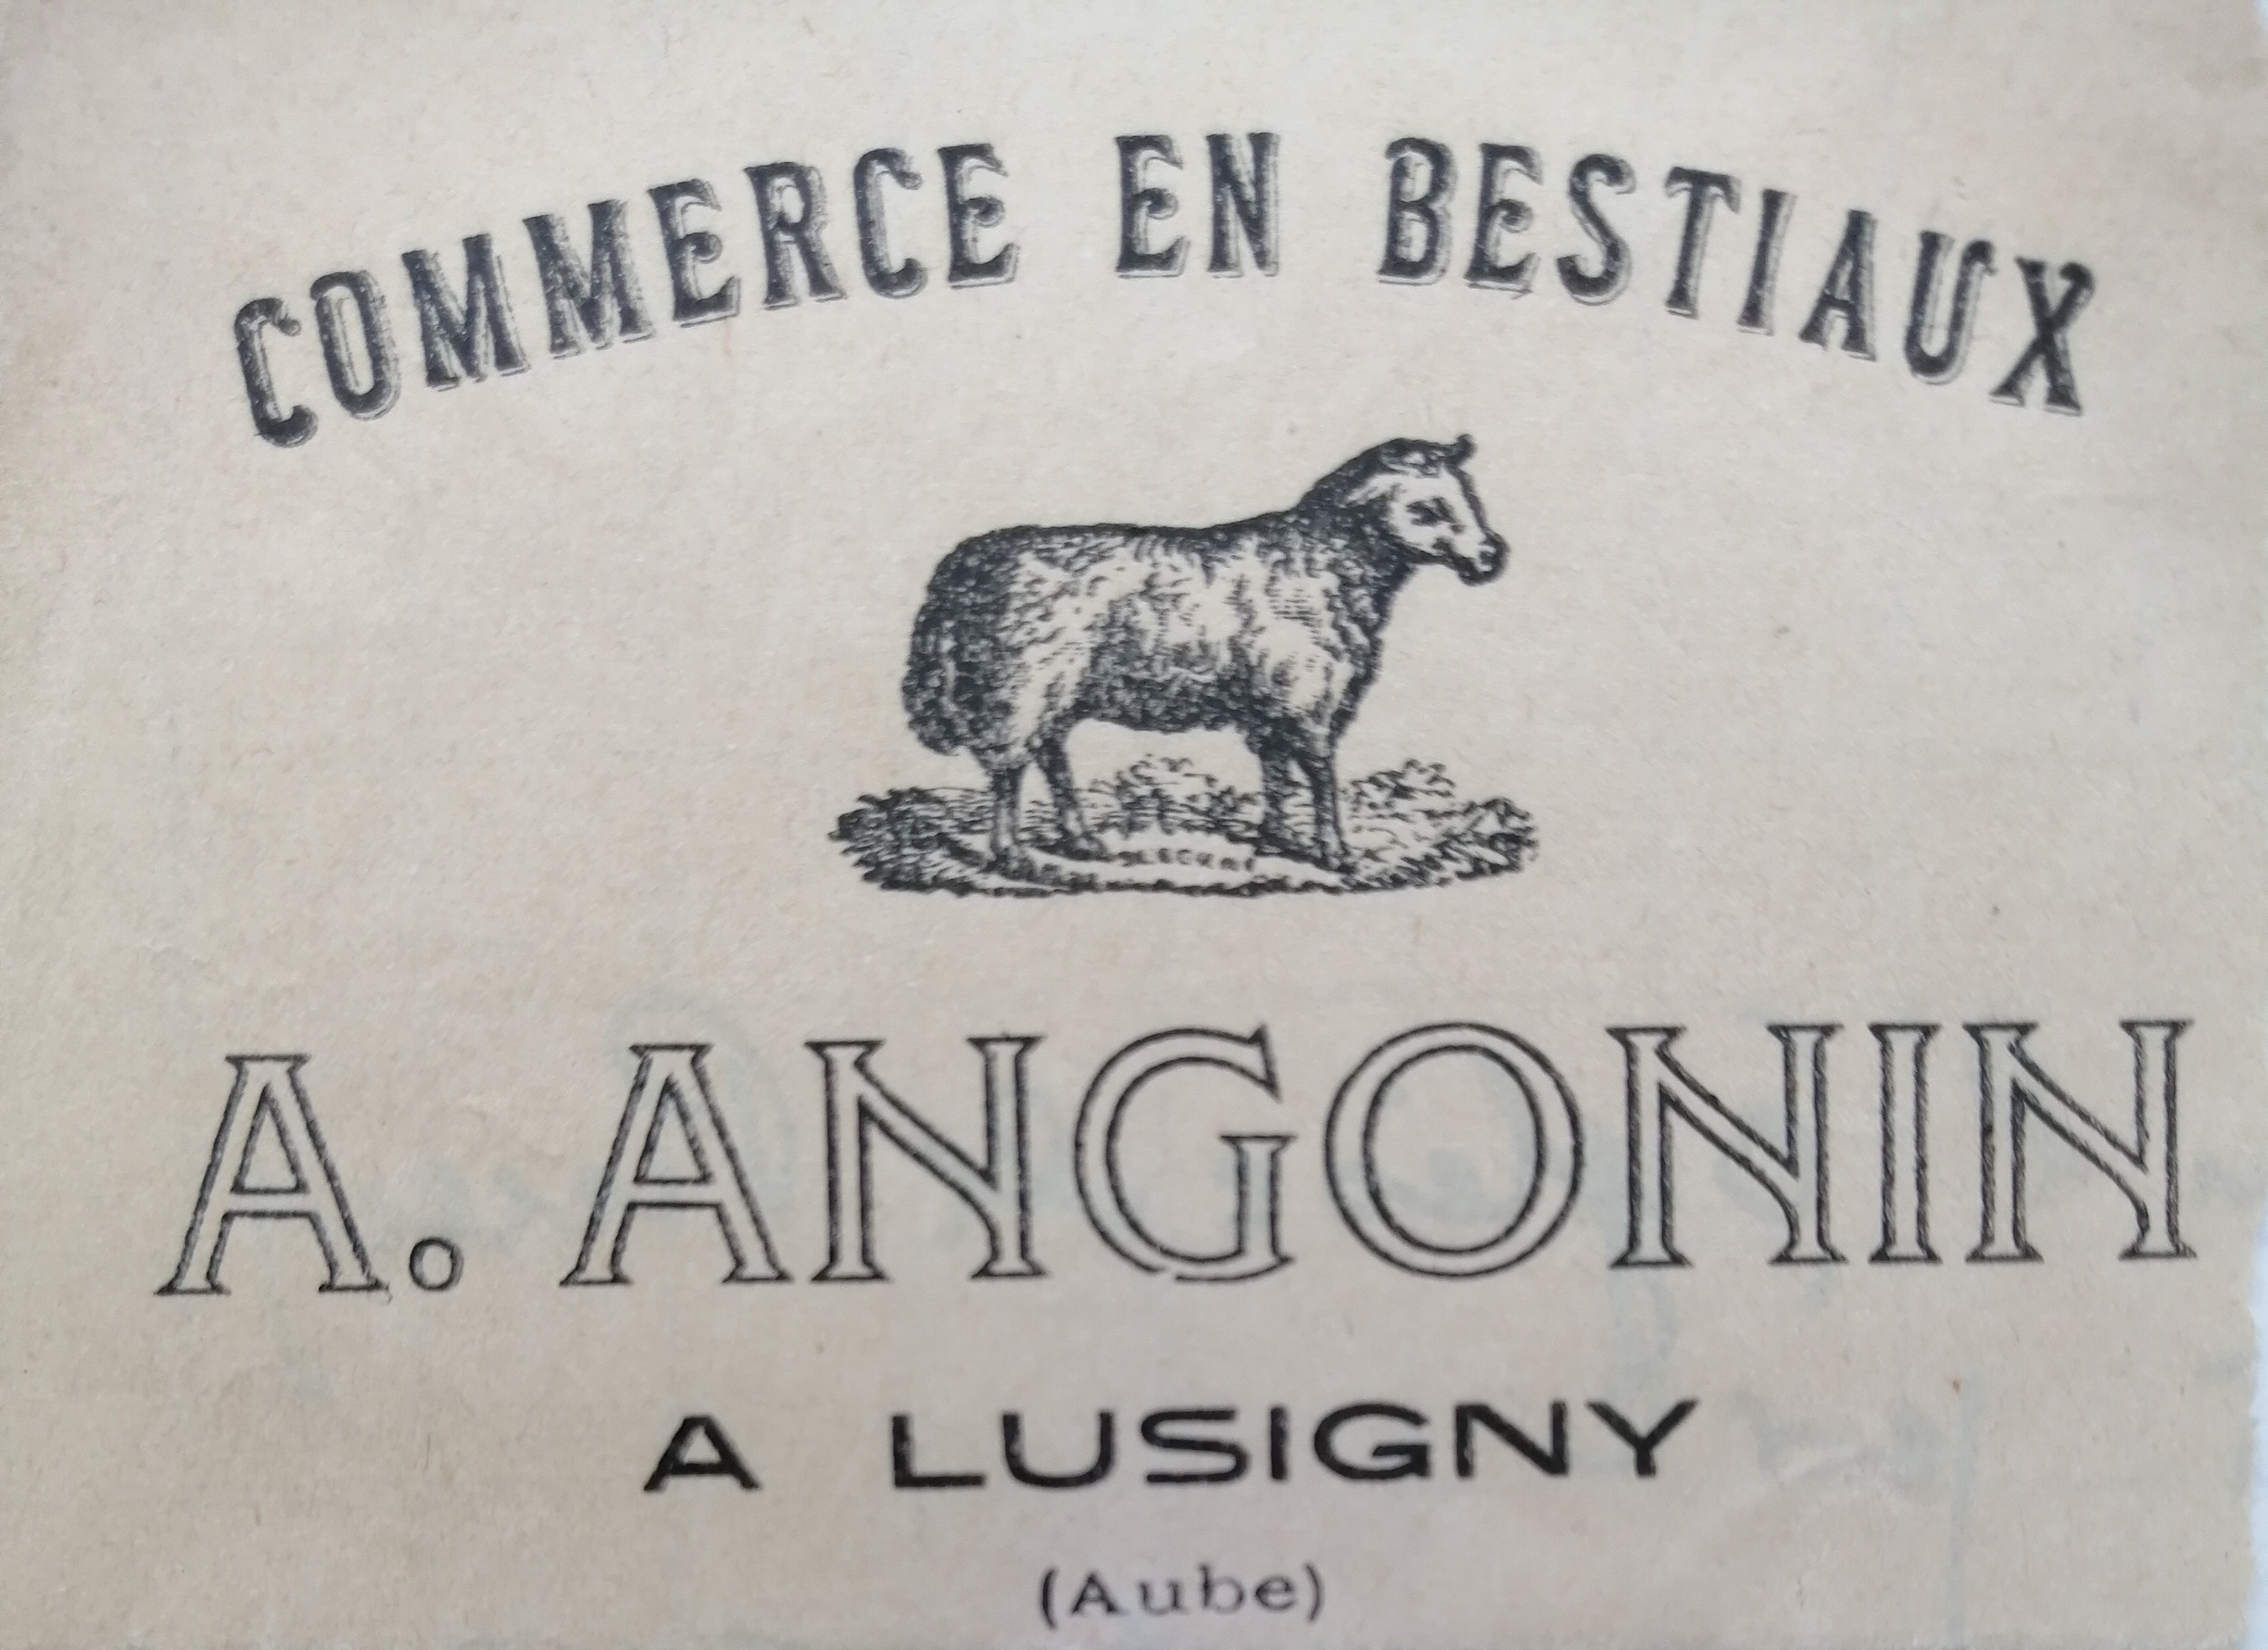 COMMERCE EN BESTIAUX
A. ANGONIN
A LUSIGNY
(Aube)